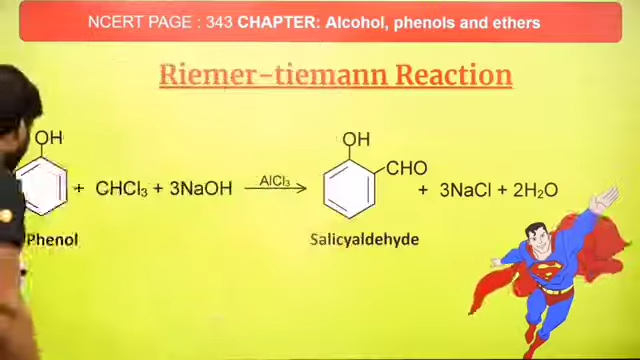 NCERT PAGE : 343 CHAPTER: Alcohol, phenols and ethers
Riemer-tiemann Reaction
OH
+ CHCl₃ + 3NaOH
AlCl₃
OH
CHO
+ 3NaCl + 2H₂O
Phenol
Salicyaldehyde
S